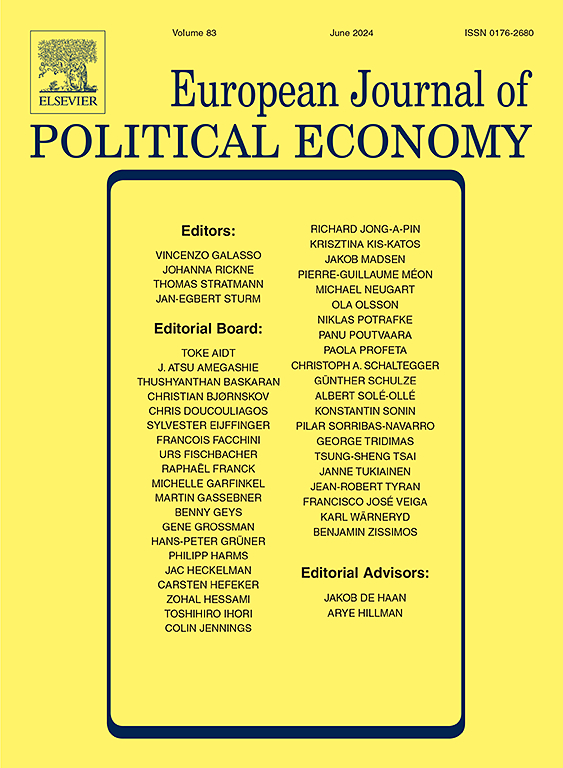 Volume 83 June 2024 ISSN 0176-2680
ELSEVIER
European Journal of
POLITICAL ECONOMY
Editors:
VINCENZO GALASSO
JOHANNA RICKNE
THOMAS STRATMANN
JAN-EGBERT STURM
Editorial Board:
TOKE AIDT
J. ATSU AMEGASHIE
THUSHYANTHAN BASKARAN
CHRISTIAN BJØRNSKOV
CHRIS DOUCOULIAGOS
SYLVESTER EIJFFINGER
FRANCOIS FACCHINI
URS FISCHBACHER
RAPHAËL FRANCK
MICHELLE GARFINKEL
MARTIN GASSEBNER
BENNY GEYS
GENE GROSSMAN
HANS-PETER GRÜNER
PHILIPP HARMS
JAC HECKELMAN
CARSTEN HEFEKER
ZOHAL HESSAMI
TOSHIHIRO IHORI
COLIN JENNINGS
RICHARD JONG-A-PIN
KRISZTINA KIS-KATOS
JAKOB MADSEN
PIERRE-GUILLAUME MÉON
MICHAEL NEUGART
OLA OLSSON
NIKLAS POTRAFKE
PANU POUTVAARA
PAOLA PROFETA
CHRISTOPH A. SCHALTEGGER
GÜNTHER SCHULZE
ALBERT SOLÉ-OLLÉ
KONSTANTIN SONIN
PILAR SORRIBAS-NAVARRO
GEORGE TRIDIMAS
TSUNG-SHENG TSAI
JANNE TUKIAINEN
JEAN-ROBERT TYRAN
FRANCISCO JOSÉ VEIGA
KARL WÄRNERYD
BENJAMIN ZISSIMOS
Editorial Advisors:
JAKOB DE HAAN
ARYE HILLMAN